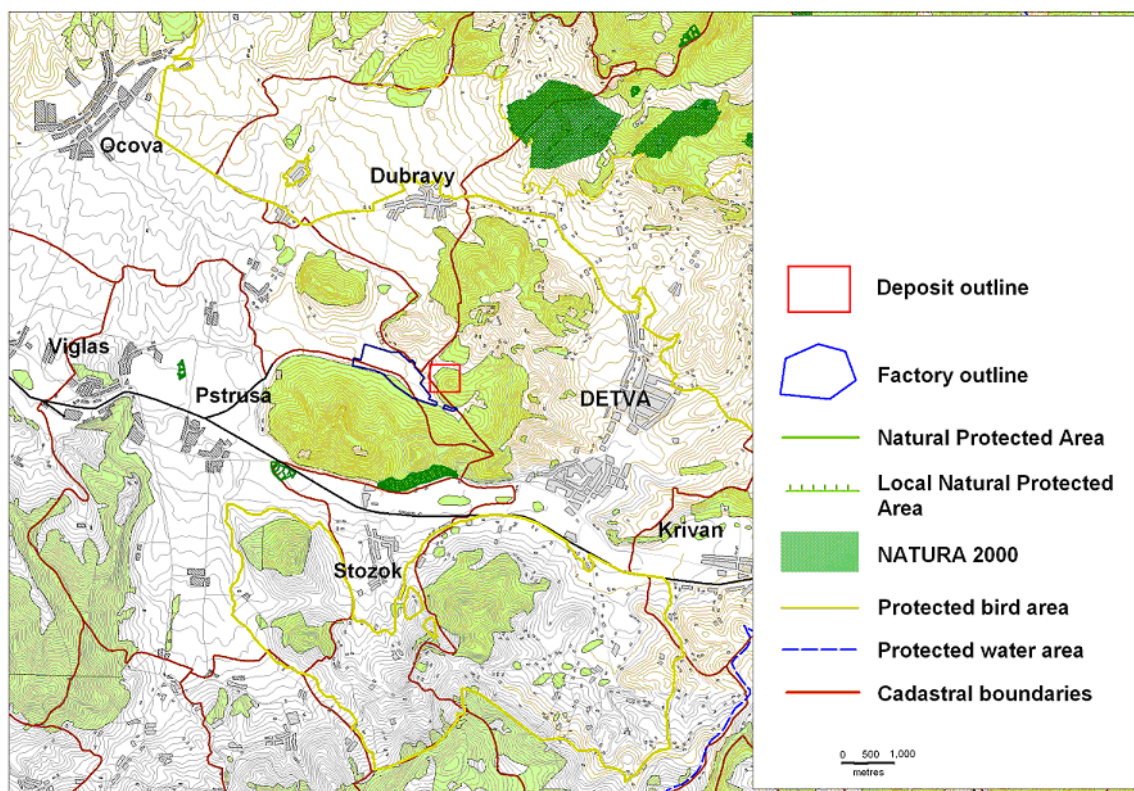 Ocova
Dubravy
Viglas
Pstrusa
DETVA
Krivan
Stozok
Deposit outline
Factory outline
Natural Protected Area
Local Natural Protected
Area
NATURA 2000
Protected bird area
Protected water area
Cadastral boundaries
0 500 1,000
metres